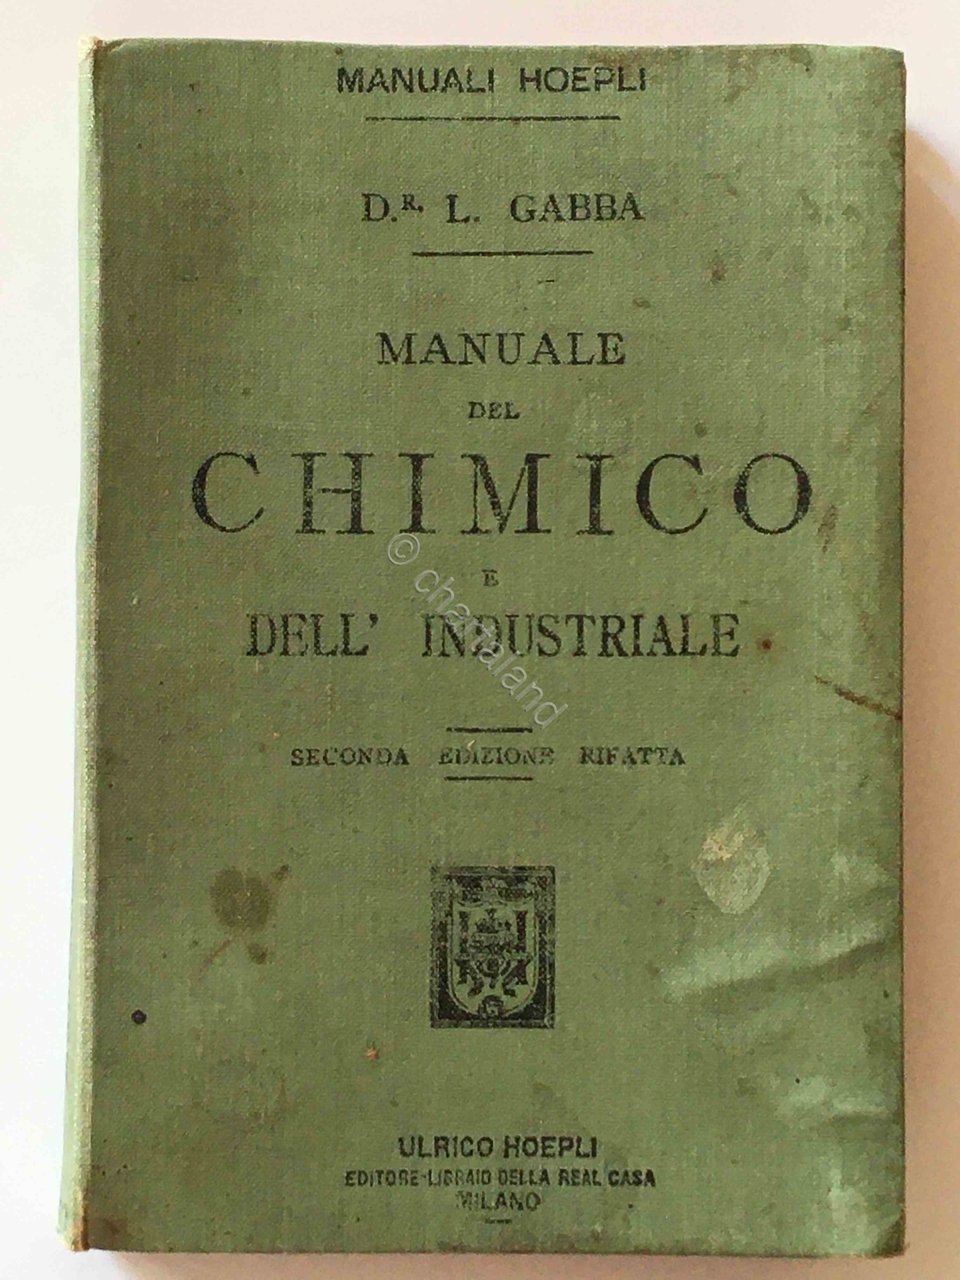 MANUALI HOEPLI
D.R. L. GABBA
MANUALE
DEL
CHIMICO
E
DELL' INDUSTRIALE
SECONDA EDIZIONE RIFATTA
ULRICO HOEPLI
EDITORE-LIBRAIO DELLA REAL CASA
MILANO